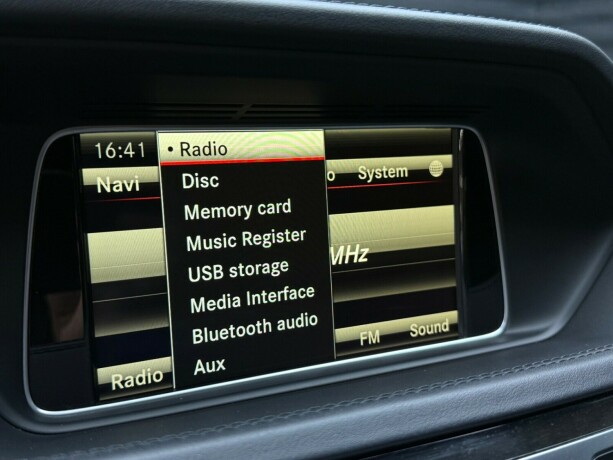 16:41
• Radio
Navi
System
Disc
Memory card
Music Register
USB storage
MHz
Media Interface
Bluetooth audio
Aux
Radio
FM
Sound